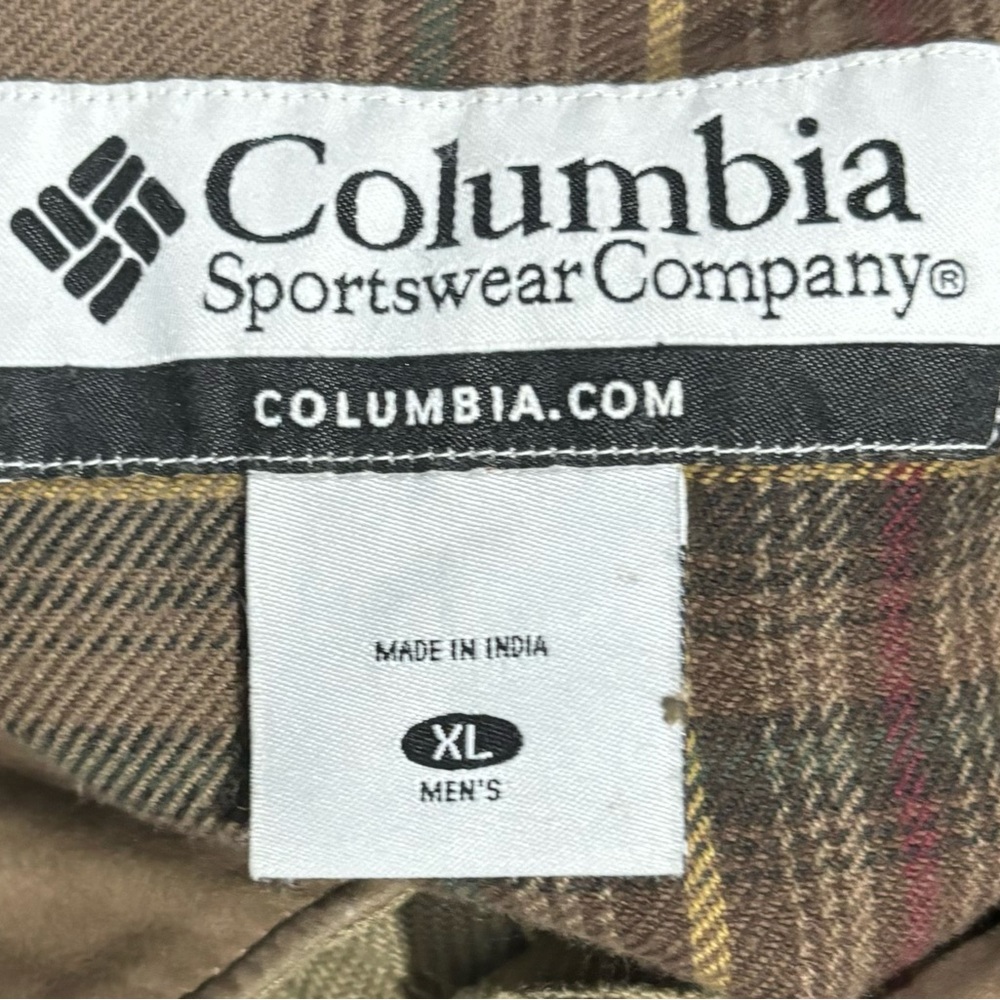 Columbia
Sportswear Company®
COLUMBIA.COM
MADE IN INDIA
XL
MEN'S